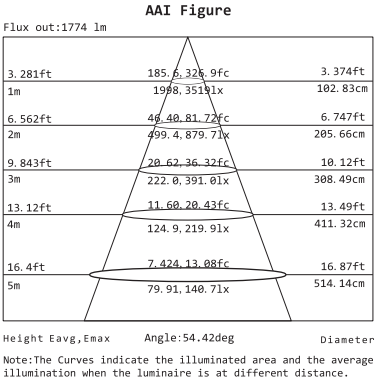 AAI Figure
Flux out:1774 lm
3.281ft 185.6,326.9fc 3.374ft
1m 1998,3519lx 102.83cm
6.562ft 46.40,81.72fc 6.747ft
2m 499.4,879.7lx 205.66cm
9.843ft 20.62,36.32fc 10.12ft
3m 222.0,391.0lx 308.49cm
13.12ft 11.60,20.43fc 13.49ft
4m 124.9,219.9lx 411.32cm
16.4ft 7.424,13.08fc 16.87ft
5m 79.91,140.7lx 514.14cm
Height Eavg,Emax Angle:54.42deg Diameter
Note:The Curves indicate the illuminated area and the average
illumination when the luminaire is at different distance.